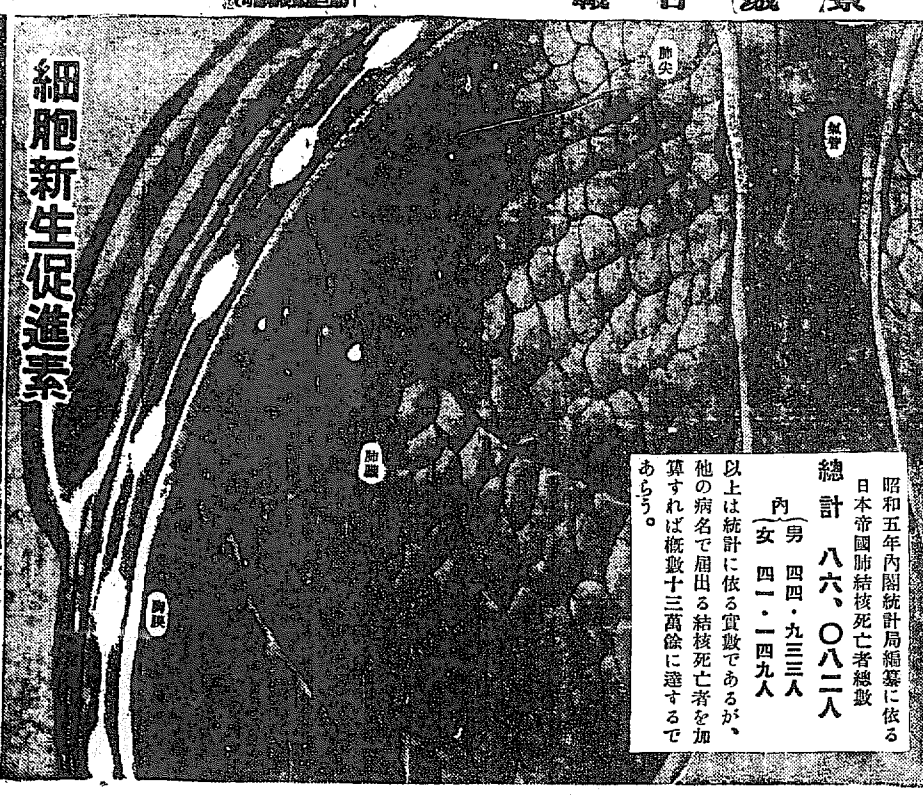 肺尖
氣管
昭和五年內閣統計局編纂に依る
日本帝國肺結核死亡者總數
總計 八六、〇八二人
內
男 四四・九三三人
女 四一・一四九人
以上は統計に依る實數であるが、
他の病名で屆出る結核死亡者を加
算すれば槪數十三萬餘に達するで
あらう。
肺臟
胸膜
細胞新生促進素